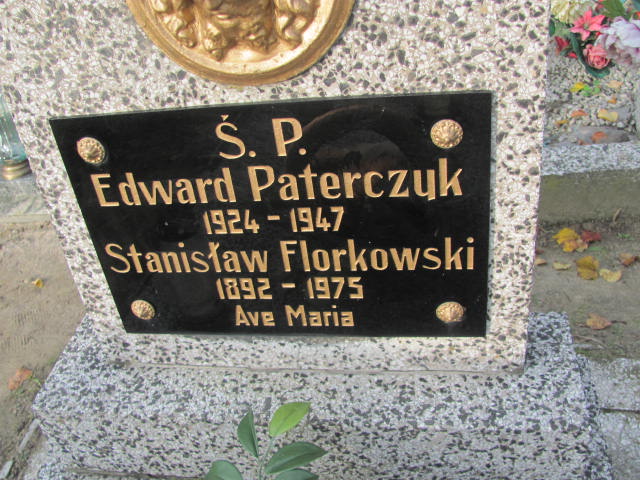 Ś. P.
Edward Paterczyk
1924 - 1947
Stanisław Florkowski
1892 - 1975
Ave Maria